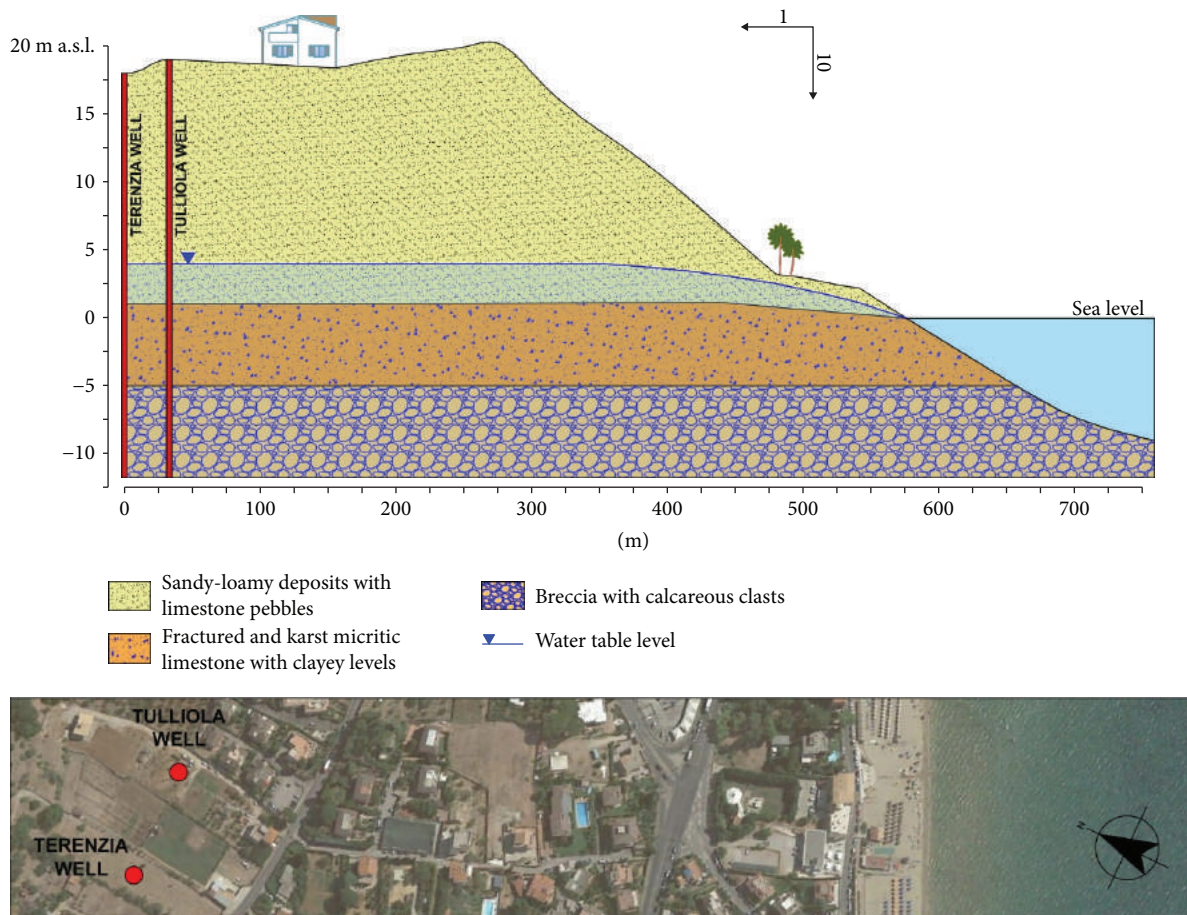 1
10
20 m a.s.l.
15
10
5
0
−5
−10
TERENZIA WELL
TULLIOLA WELL
Sea level
0 100 200 300 400 500 600 700
(m)
Sandy-loamy deposits with
limestone pebbles
Fractured and karst micritic
limestone with clayey levels
Breccia with calcareous clasts
Water table level
TULLIOLA
WELL
TERENZIA
WELL
N